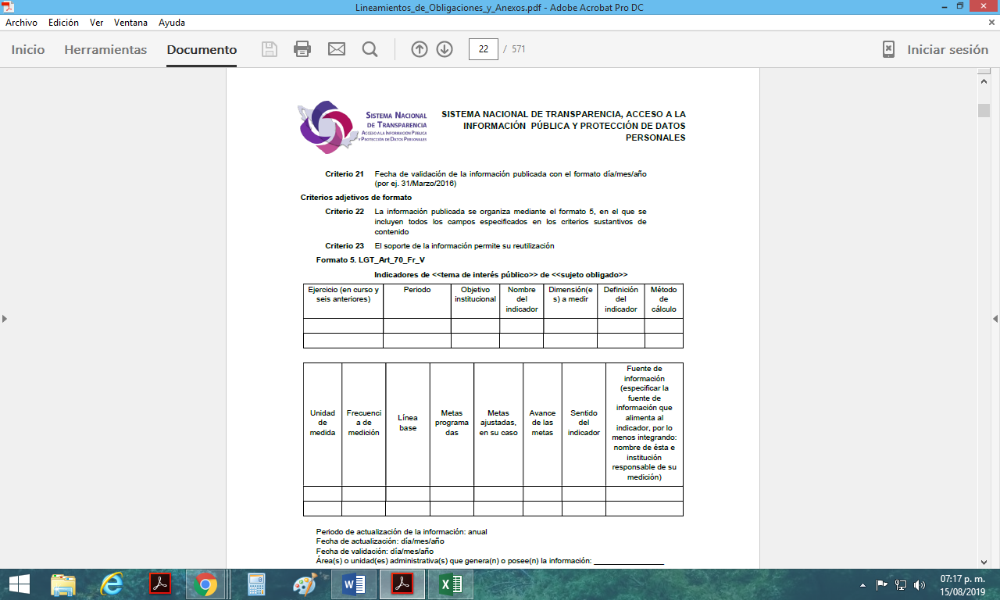 Lineamientos_de_Obligaciones_y_Anexos.pdf - Adobe Acrobat Pro DC
Archivo Edición Ver Ventana Ayuda
Inicio Herramientas Documento 22 / 571 Iniciar sesión
SISTEMA NACIONAL
DE TRANSPARENCIA
ACCESO A LA INFORMACIÓN PÚBLICA
Y PROTECCIÓN DE DATOS PERSONALES
SISTEMA NACIONAL DE TRANSPARENCIA, ACCESO A LA
INFORMACIÓN PÚBLICA Y PROTECCIÓN DE DATOS
PERSONALES
Criterio 21 Fecha de validación de la información publicada con el formato día/mes/año
(por ej. 31/Marzo/2016)
Criterios adjetivos de formato
Criterio 22 La información publicada se organiza mediante el formato 5, en el que se
incluyen todos los campos especificados en los criterios sustantivos de
contenido
Criterio 23 El soporte de la información permite su reutilización
Formato 5. LGT_Art_70_Fr_V
Indicadores de <<tema de interés público>> de <<sujeto obligado>>
Ejercicio (en curso y
seis anteriores)
Periodo
Objetivo
institucional
Nombre
del
indicador
Dimensión(e
s) a medir
Definición
del
indicador
Método
de
cálculo
Unidad
de
medida
Frecuenci
a de
medición
Línea
base
Metas
programa
das
Metas
ajustadas,
en su caso
Avance
de las
metas
Sentido
del
indicador
Fuente de
información
(especificar la
fuente de
información que
alimenta al
indicador, por lo
menos integrando:
nombre de ésta e
institución
responsable de su
medición)
Periodo de actualización de la información: anual
Fecha de actualización: día/mes/año
Fecha de validación: día/mes/año
Área(s) o unidad(es) administrativa(s) que genera(n) o posee(n) la información: _________________
07:17 p. m.
15/08/2019